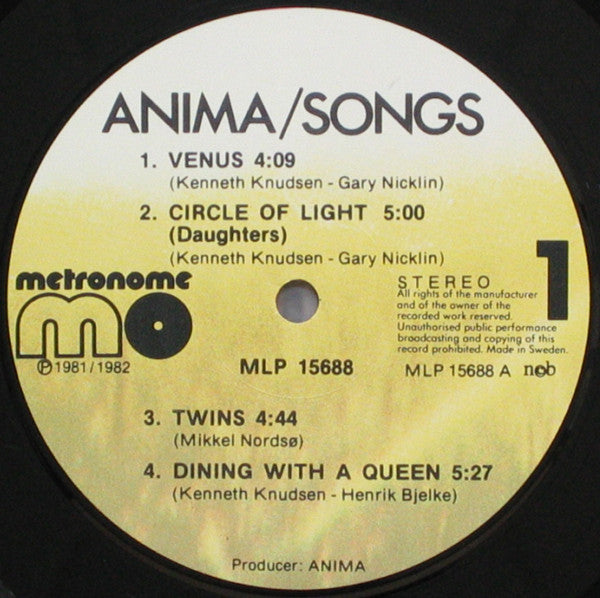 ANIMA/SONGS
1. VENUS 4:09
(Kenneth Knudsen - Gary Nicklin)
2. CIRCLE OF LIGHT 5:00
(Daughters)
(Kenneth Knudsen - Gary Nicklin)
metronome
mo
℗1981/1982
MLP 15688
STEREO
All rights of the manufacturer
and of the owner of the
recorded work reserved.
Unauthorised public performance
broadcasting and copying of this
record prohibited. Made in Sweden.
1
MLP 15688 A ncb
3. TWINS 4:44
(Mikkel Nordsø)
4. DINING WITH A QUEEN 5:27
(Kenneth Knudsen - Henrik Bjelke)
Producer: ANIMA